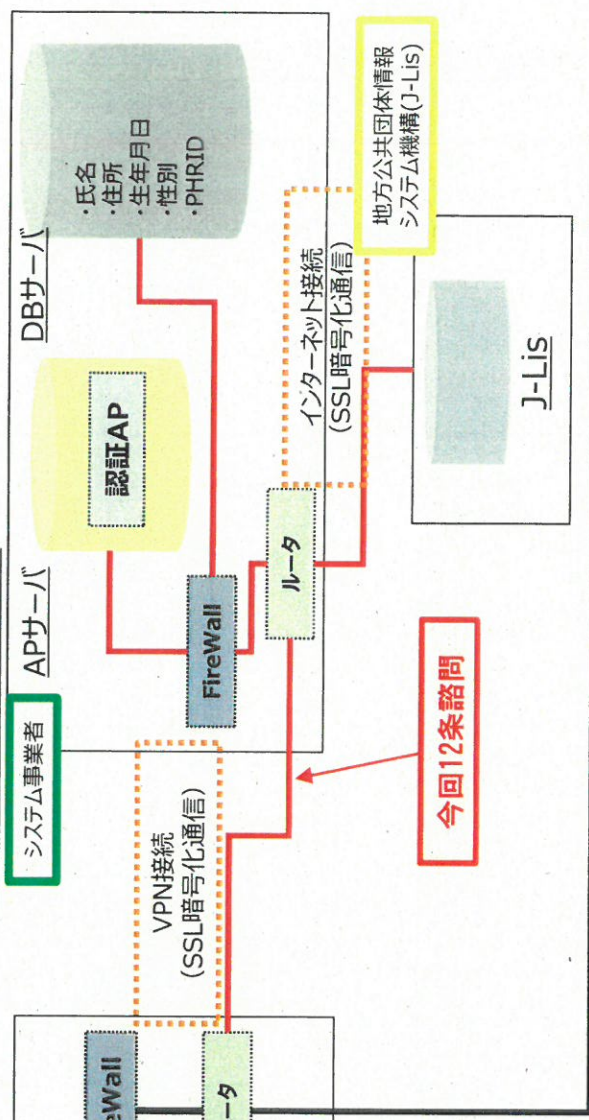 システム事業者
APサーバ
認証AP
DBサーバ
・氏名
・住所
・生年月日
・性別
・PHRID
FireWall
ルータ
VPN接続
(SSL暗号化通信)
インターネット接続
(SSL暗号化通信)
地方公共団体情報
システム機構(J-Lis)
J-Lis
今回12条諮問
eWall
ータ